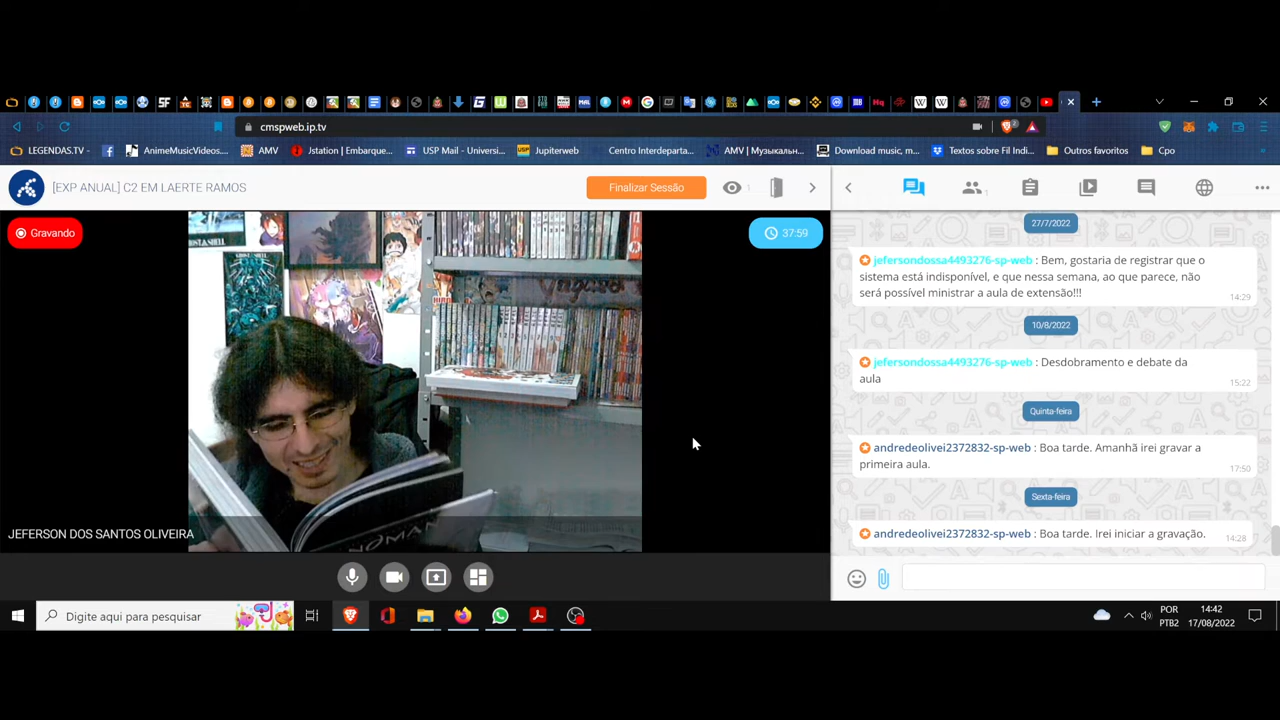 cmspweb.ip.tv
2
LEGENDAS.TV
AnimeMusicVideos...
AMV
Jstation | Embarque...
USP Mail - Universi...
Jupiterweb
Centro Interdeparta...
AMV | Музыкальн...
Download music, m...
Textos sobre Fil Indi...
Outros favoritos
Cpo
[EXP ANUAL] C2 EM LAERTE RAMOS
Finalizar Sessão
1
1
Gravando
37:59
JEFERSON DOS SANTOS OLIVEIRA
27/7/2022
jefersondossa4493276-sp-web : Bem, gostaria de registrar que o
sistema está indisponível, e que nessa semana, ao que parece, não
será possível ministrar a aula de extensão!!!
14:29
10/8/2022
jefersondossa4493276-sp-web : Desdobramento e debate da
aula
15:22
Quinta-feira
andredeolivei2372832-sp-web : Boa tarde. Amanhã irei gravar a
primeira aula.
17:50
Sexta-feira
andredeolivei2372832-sp-web : Boa tarde. Irei iniciar a gravação.
14:28
Digite aqui para pesquisar
POR
PTB2
14:42
17/08/2022